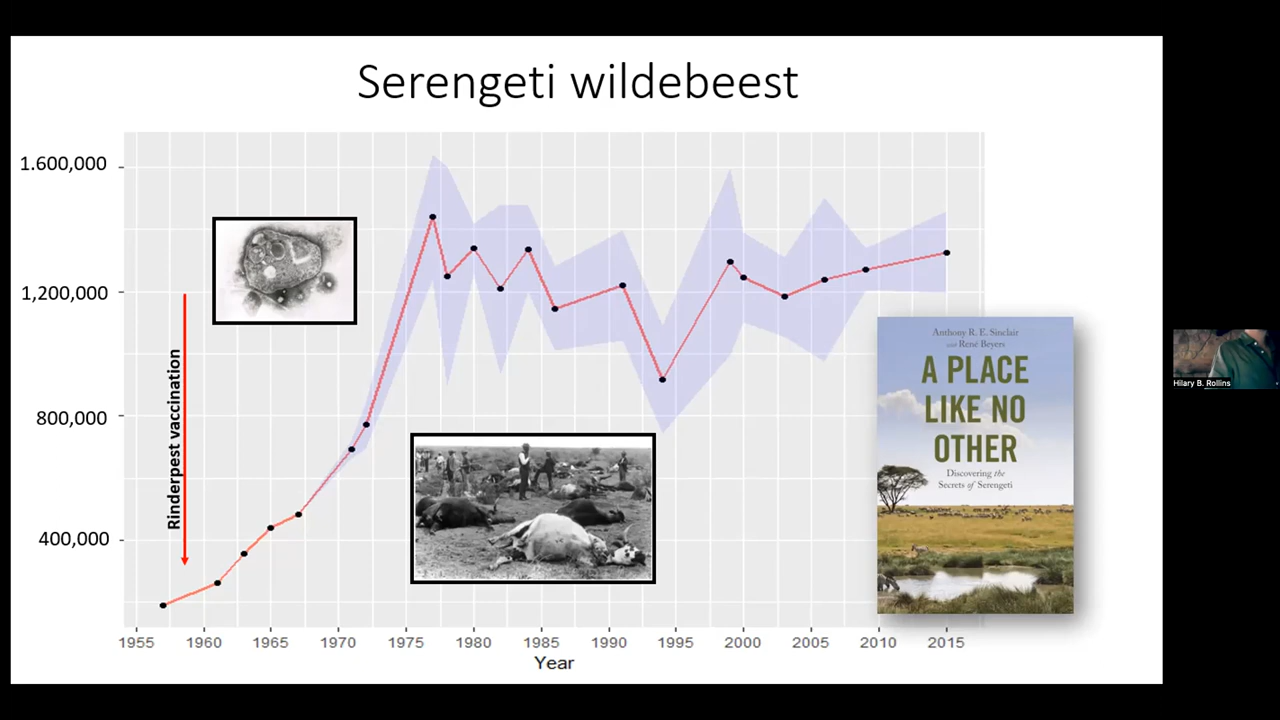 Serengeti wildebeest
1.600,000
1,200,000
800,000
400,000
Rinderpest vaccination
1955 1960 1965 1970 1975 1980 1985 1990 1995 2000 2005 2010 2015
Year
Anthony R. E. Sinclair
with René Beyers
A PLACE
LIKE NO
OTHER
Discovering the
Secrets of Serengeti
Hilary B. Rollins